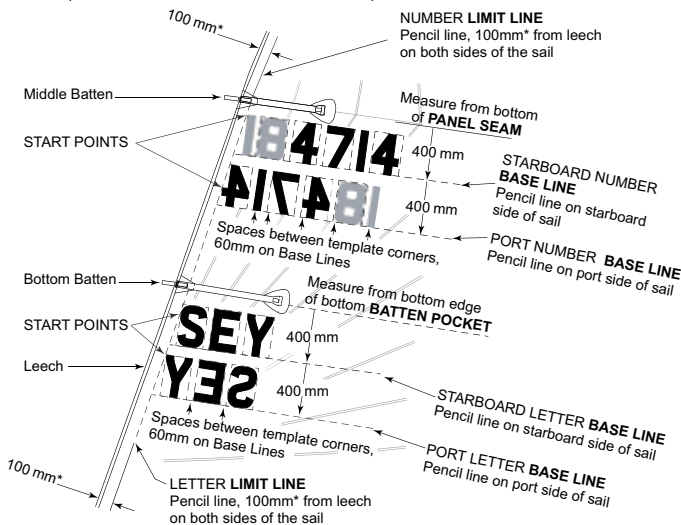 100 mm*
NUMBER LIMIT LINE
Pencil line, 100mm* from leech
on both sides of the sail
Middle Batten
START POINTS
Measure from bottom
of PANEL SEAM
184714
400 mm
STARBOARD NUMBER
BASE LINE
Pencil line on starboard
side of sail
184714
400 mm
Spaces between template corners,
60mm on Base Lines
PORT NUMBER BASE LINE
Pencil line on port side of sail
Bottom Batten
START POINTS
Leech
Measure from bottom edge
of bottom BATTEN POCKET
SEY
400 mm
SEY
400 mm
Spaces between template corners,
60mm on Base Lines
STARBOARD LETTER BASE LINE
Pencil line on starboard side of sail
PORT LETTER BASE LINE
Pencil line on port side of sail
100 mm*
LETTER LIMIT LINE
Pencil line, 100mm* from leech
on both sides of the sail